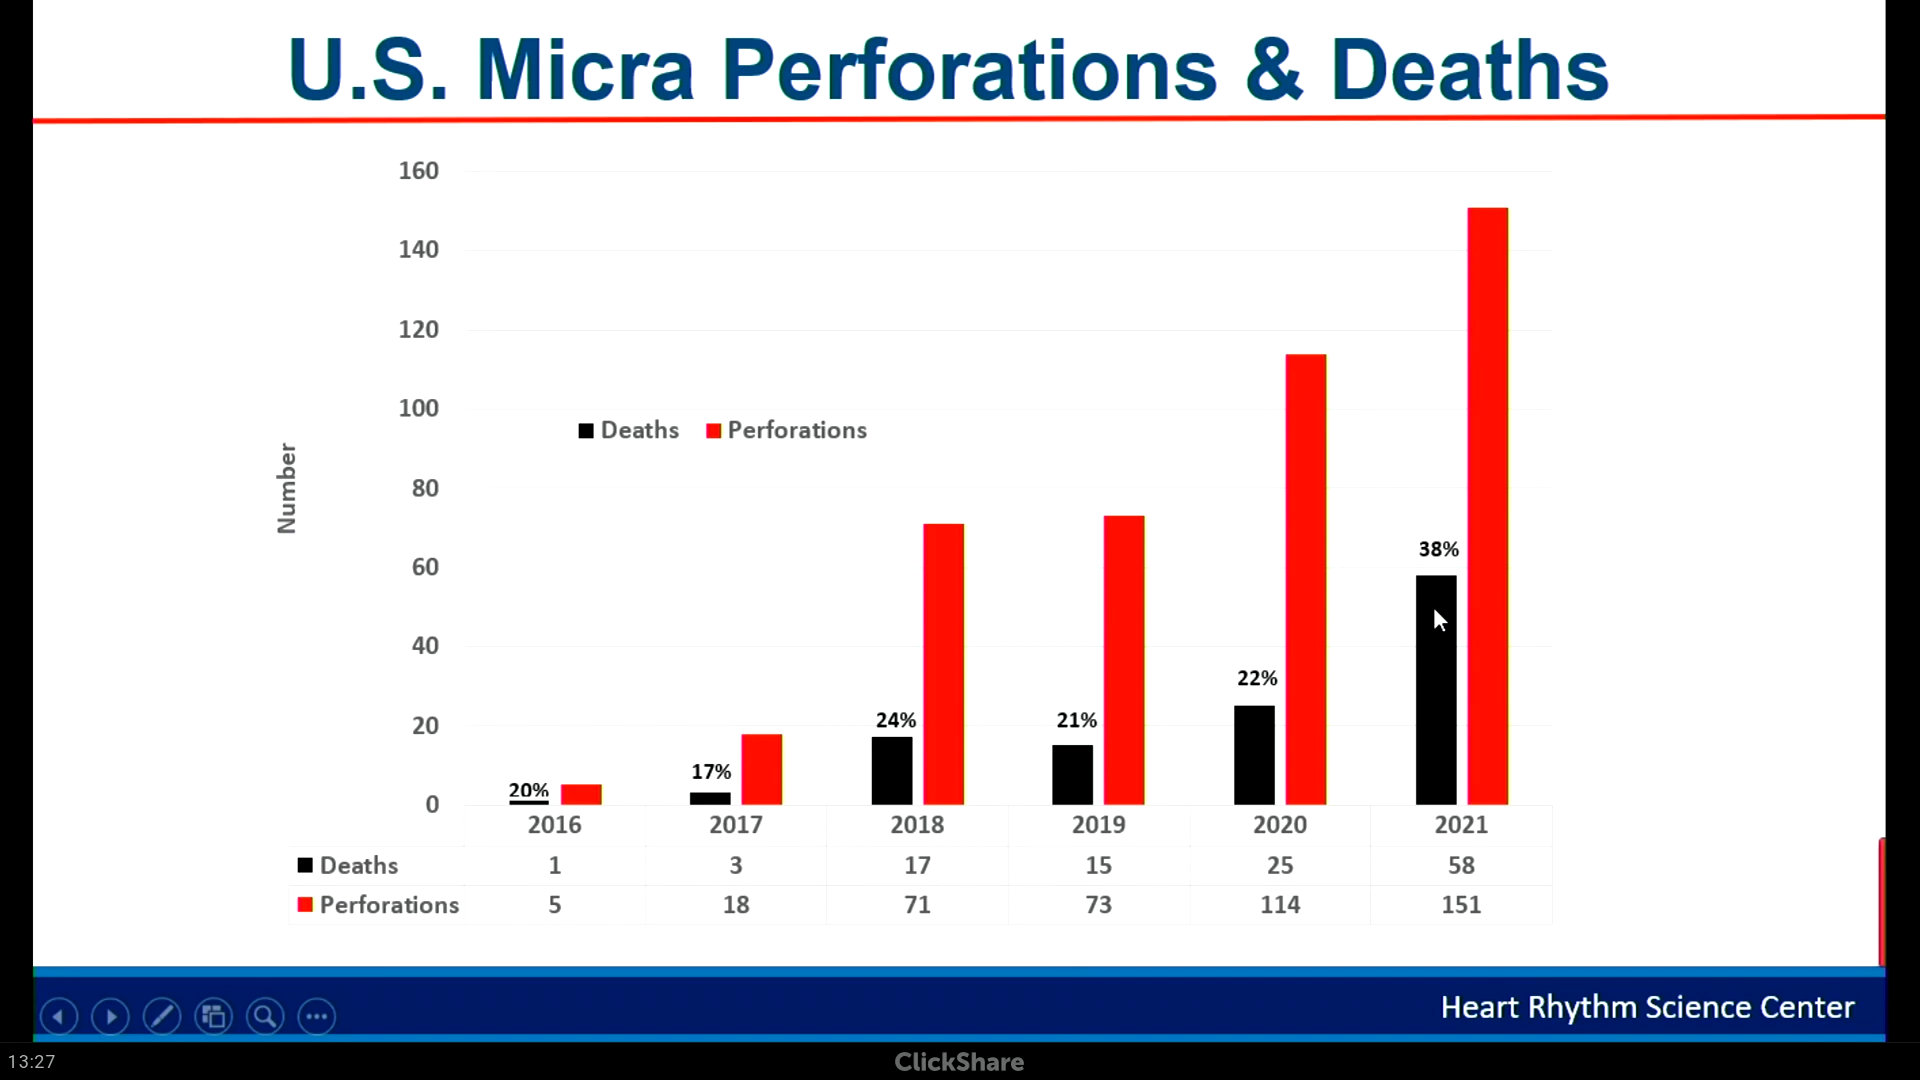 U.S. Micra Perforations & Deaths
160
140
120
100
80
60
40
20
0
Number
Deaths Perforations
20%
17%
24%
21%
22%
38%
2016 2017 2018 2019 2020 2021
Deaths 1 3 17 15 25 58
Perforations 5 18 71 73 114 151
Heart Rhythm Science Center
13:27
ClickShare